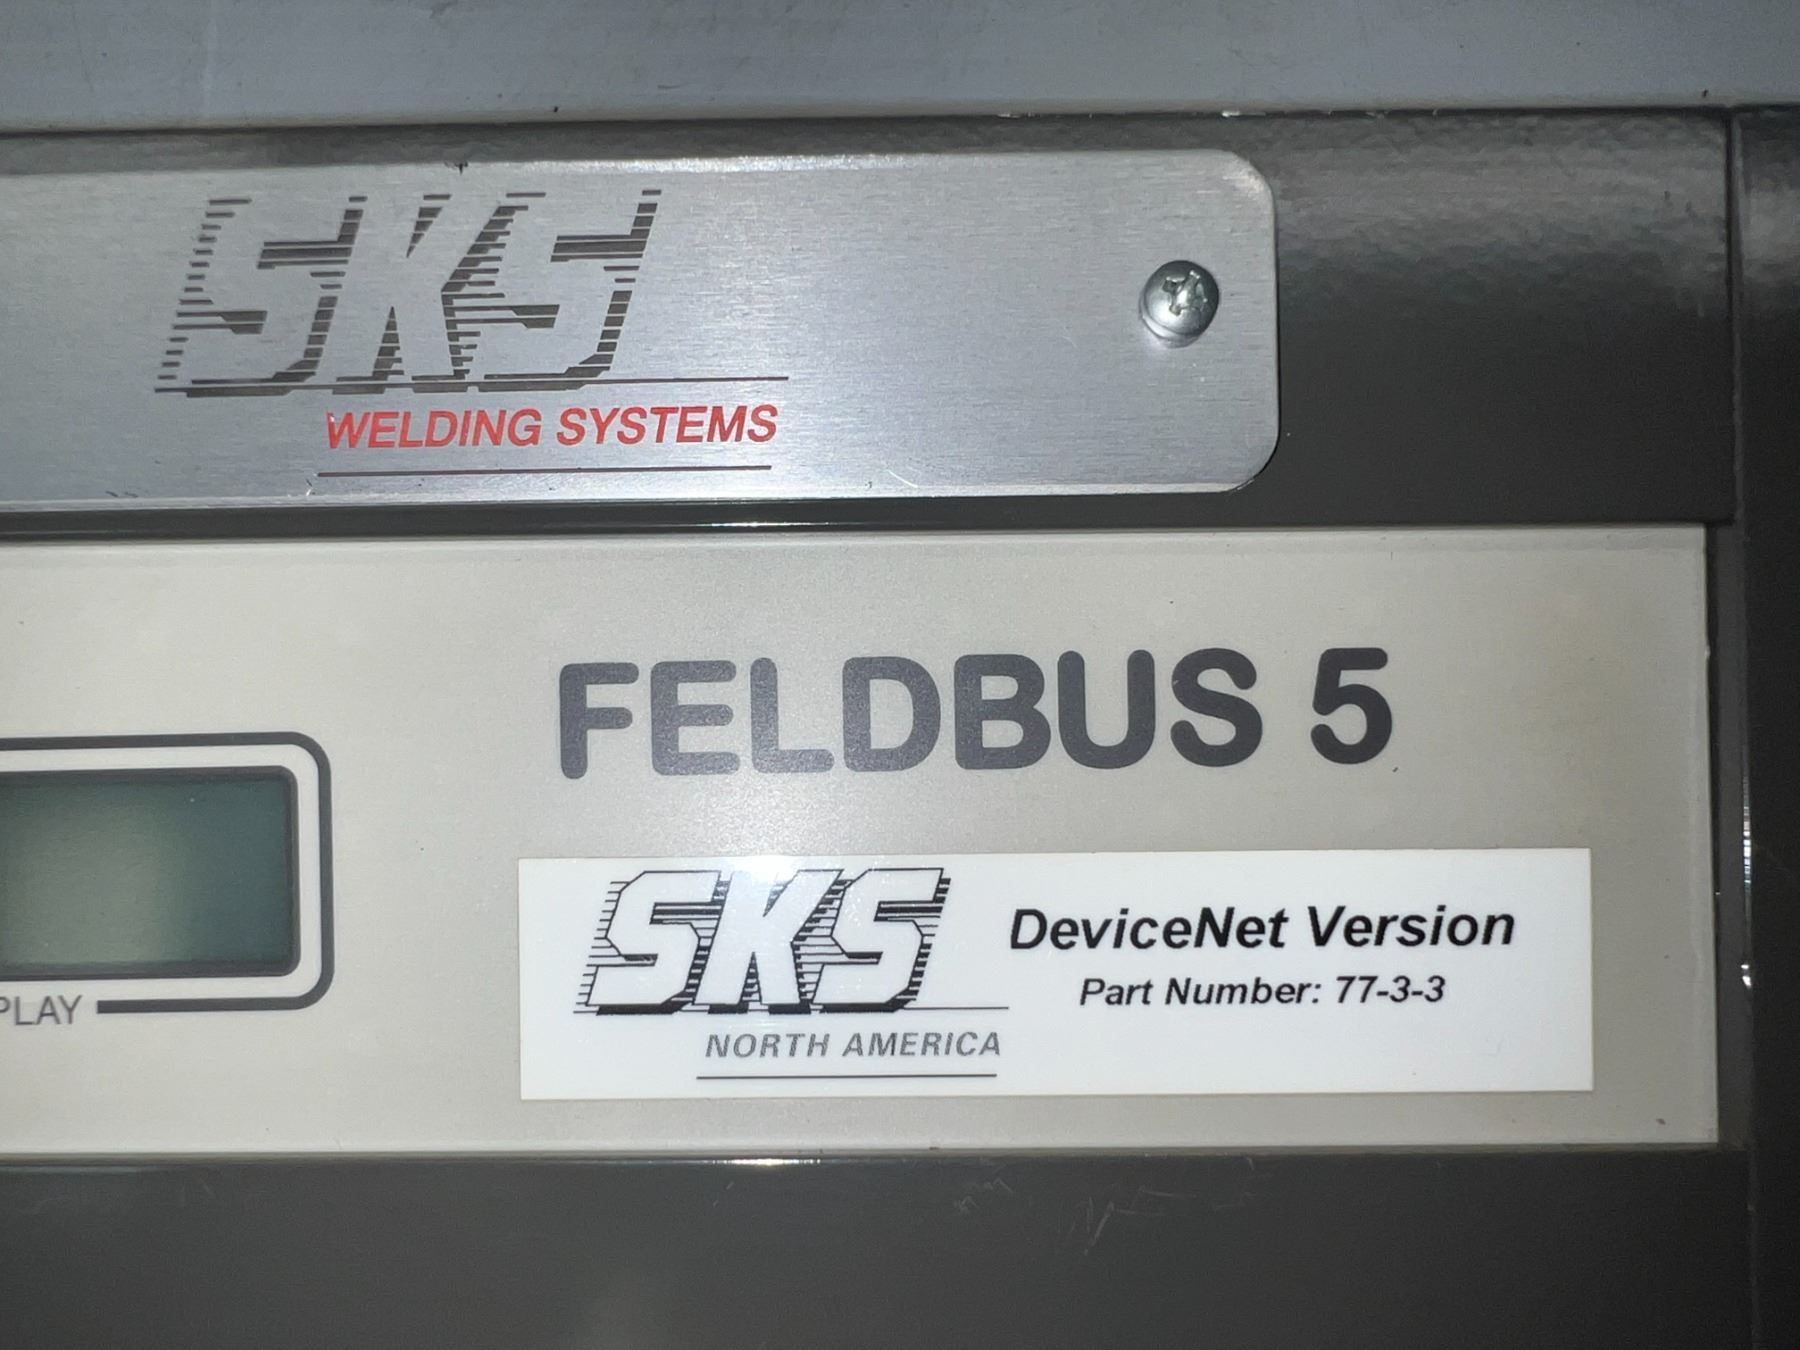 SKS
WELDING SYSTEMS
FELDBUS 5
PLAY
SKS
NORTH AMERICA
DeviceNet Version
Part Number: 77-3-3